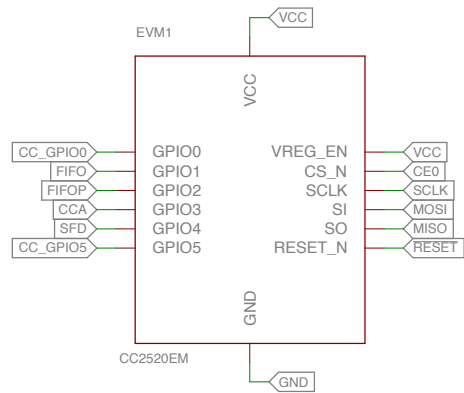 EVM1
VCC
VCC
CC_GPIO0 GPIO0 VREG_EN VCC
FIFO GPIO1 CS_N CE0
FIFOP GPIO2 SCLK SCLK
CCA GPIO3 SI MOSI
SFD GPIO4 SO MISO
CC_GPIO5 GPIO5 RESET_N RESET
GND
CC2520EM
GND